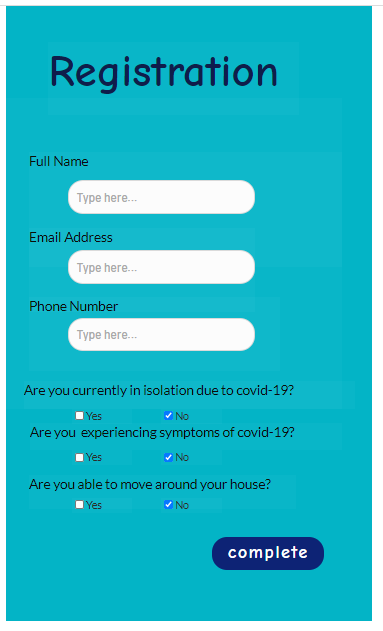 Registration
Full Name
Type here...
Email Address
Type here...
Phone Number
Type here...
Are you currently in isolation due to covid-19?
Yes No
Are you experiencing symptoms of covid-19?
Yes No
Are you able to move around your house?
Yes No
complete